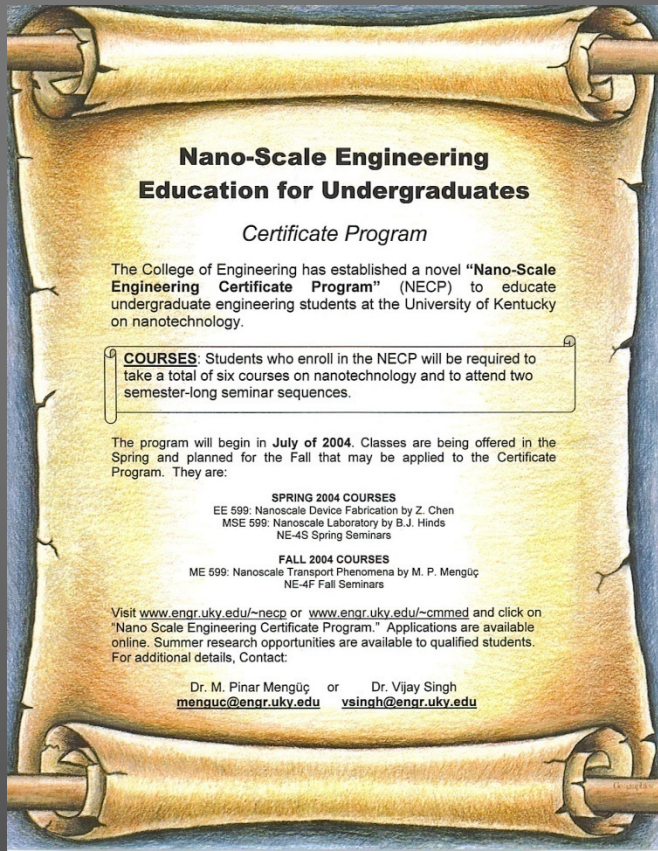 Nano-Scale Engineering
Education for Undergraduates
Certificate Program
The College of Engineering has established a novel “Nano-Scale
Engineering Certificate Program” (NECP) to educate
undergraduate engineering students at the University of Kentucky
on nanotechnology.
COURSES: Students who enroll in the NECP will be required to
take a total of six courses on nanotechnology and to attend two
semester-long seminar sequences.
The program will begin in July of 2004. Classes are being offered in the
Spring and planned for the Fall that may be applied to the Certificate
Program. They are:
SPRING 2004 COURSES
EE 599: Nanoscale Device Fabrication by Z. Chen
MSE 599: Nanoscale Laboratory by B.J. Hinds
NE-4S Spring Seminars
FALL 2004 COURSES
ME 599: Nanoscale Transport Phenomena by M. P. Mengüç
NE-4F Fall Seminars
Visit www.engr.uky.edu/~necp or www.engr.uky.edu/~cmmed and click on
“Nano Scale Engineering Certificate Program.” Applications are available
online. Summer research opportunities are available to qualified students.
For additional details, Contact:
Dr. M. Pinar Mengüç or Dr. Vijay Singh
menguc@engr.uky.edu vsingh@engr.uky.edu